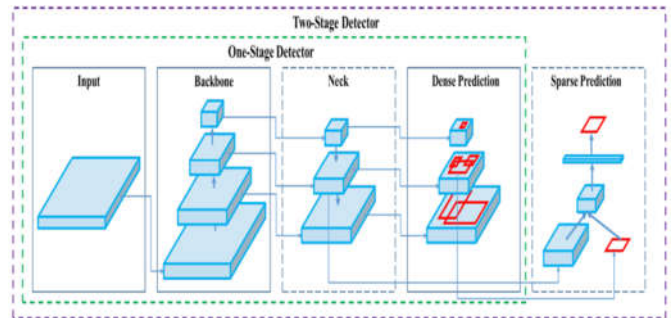 Two-Stage Detector
One-Stage Detector
Input
Backbone
Neck
Dense Prediction
Sparse Prediction